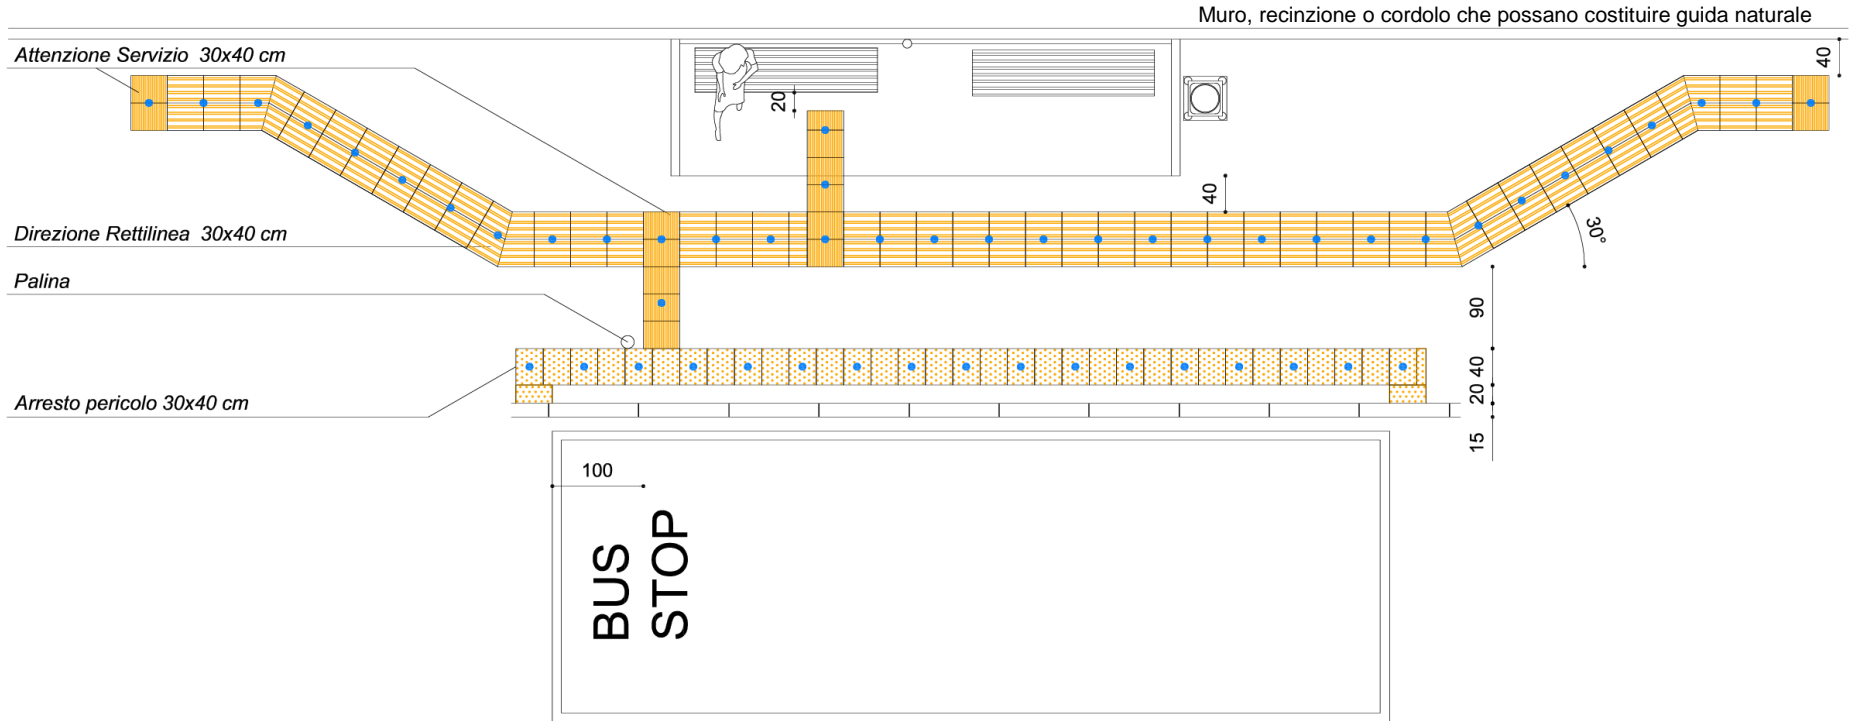 Muro, recinzione o cordolo che possano costituire guida naturale
Attenzione Servizio 30x40 cm
40
20
40
Direzione Rettilinea 30x40 cm
30°
Palina
90
40
20
Arresto pericolo 30x40 cm
15
100
BUS
STOP